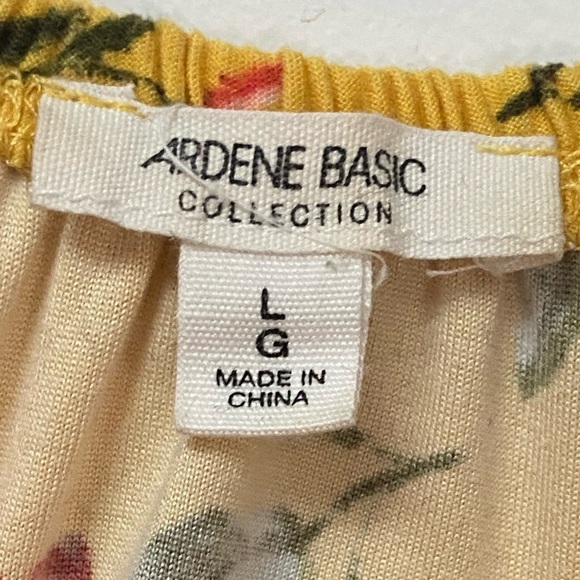 ARDENE BASIC
COLLECTION
L
G
MADE IN
CHINA